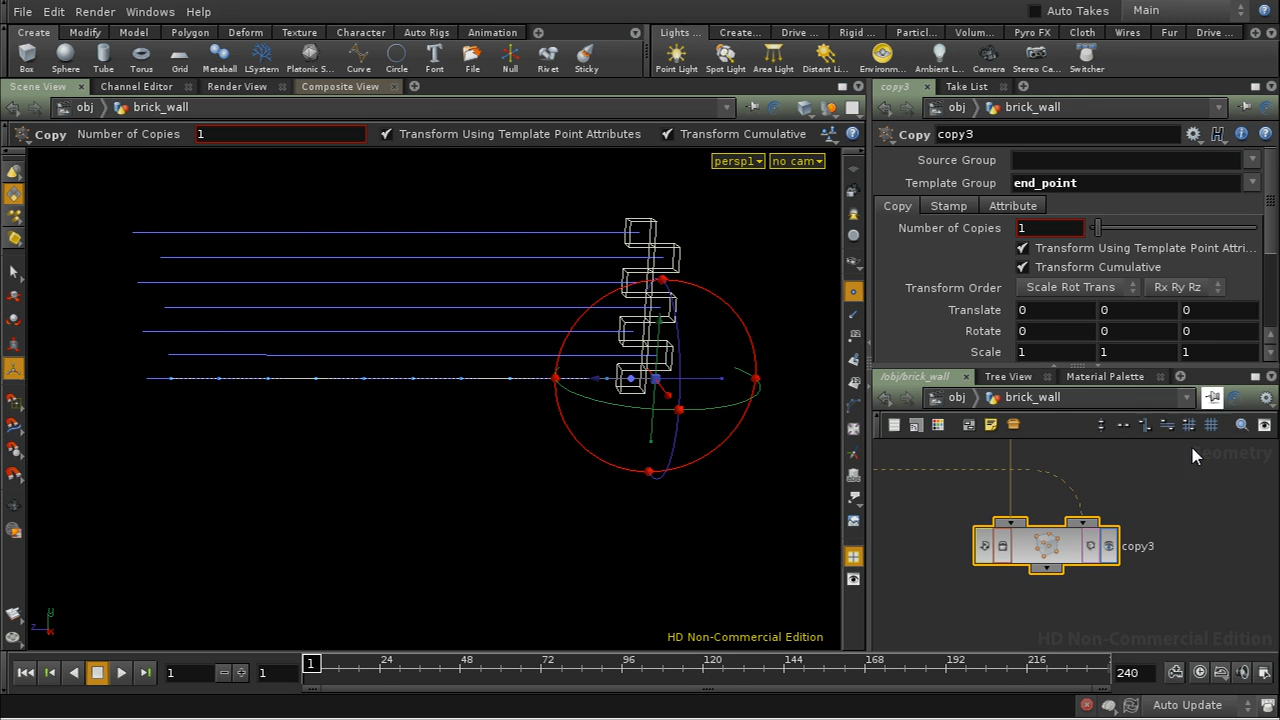 File Edit Render Windows Help Auto Takes Main
Create Modify Model Polygon Deform Texture Character Auto Rigs Animation Lights ... Create... Drive ... Rigid ... Particl... Volum... Pyro FX Cloth Wires Fur Drive ...
Box Sphere Tube Torus Grid Metaball LSystem Platonic S... Curve Circle Font File Null Rivet Sticky Point Light Spot Light Area Light Distant Li... Environm... Ambient L... Camera Stereo Ca... Switcher
Scene View Channel Editor Render View Composite View copy3 Take List
obj brick_wall obj brick_wall
Copy Number of Copies 1 Transform Using Template Point Attributes Transform Cumulative Copy copy3
persp1 no cam
Source Group
Template Group end_point
Copy Stamp Attribute
Number of Copies 1
Transform Using Template Point Attri...
Transform Cumulative
Transform Order Scale Rot Trans Rx Ry Rz
Translate 0 0 0
Rotate 0 0 0
Scale 1 1 1
/obj/brick_wall Tree View Material Palette
obj brick_wall
Geometry
copy3
y
z x
HD Non-Commercial Edition HD Non-Commercial Edition
1 1 1 24 48 72 96 120 144 168 192 216 240
Auto Update